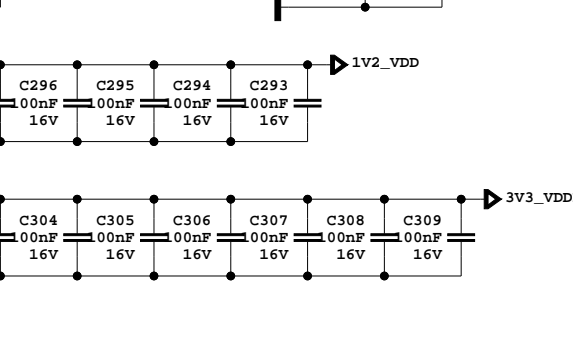 1V2_VDD
C296 C295 C294 C293
100nF 100nF 100nF 100nF
16V 16V 16V 16V
3V3_VDD
C304 C305 C306 C307 C308 C309
100nF 100nF 100nF 100nF 100nF 100nF
16V 16V 16V 16V 16V 16V